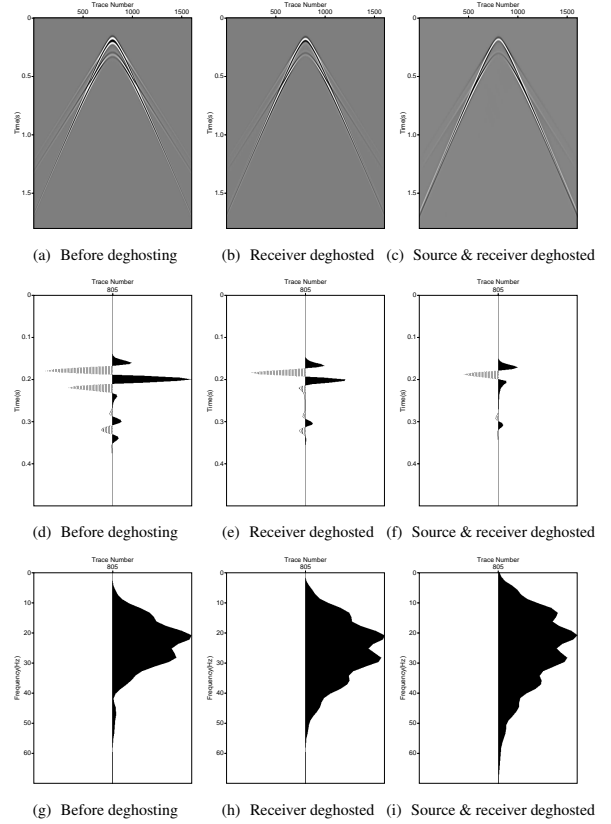 Trace Number Trace Number Trace Number
500 1000 1500 500 1000 1500 500 1000 1500
0 0 0
0.5 0.5 0.5
Time(s) Time(s) Time(s)
1.0 1.0 1.0
1.5 1.5 1.5
(a) Before deghosting (b) Receiver deghosted (c) Source & receiver deghosted
Trace Number Trace Number Trace Number
805 805 805
0 0 0
0.1 0.1 0.1
0.2 0.2 0.2
Time(s) Time(s) Time(s)
0.3 0.3 0.3
0.4 0.4 0.4
(d) Before deghosting (e) Receiver deghosted (f) Source & receiver deghosted
Trace Number Trace Number Trace Number
805 805 805
0 0 0
10 10 10
20 20 20
30 30 30
Frequency(Hz) Frequency(Hz) Frequency(Hz)
40 40 40
50 50 50
60 60 60
(g) Before deghosting (h) Receiver deghosted (i) Source & receiver deghosted